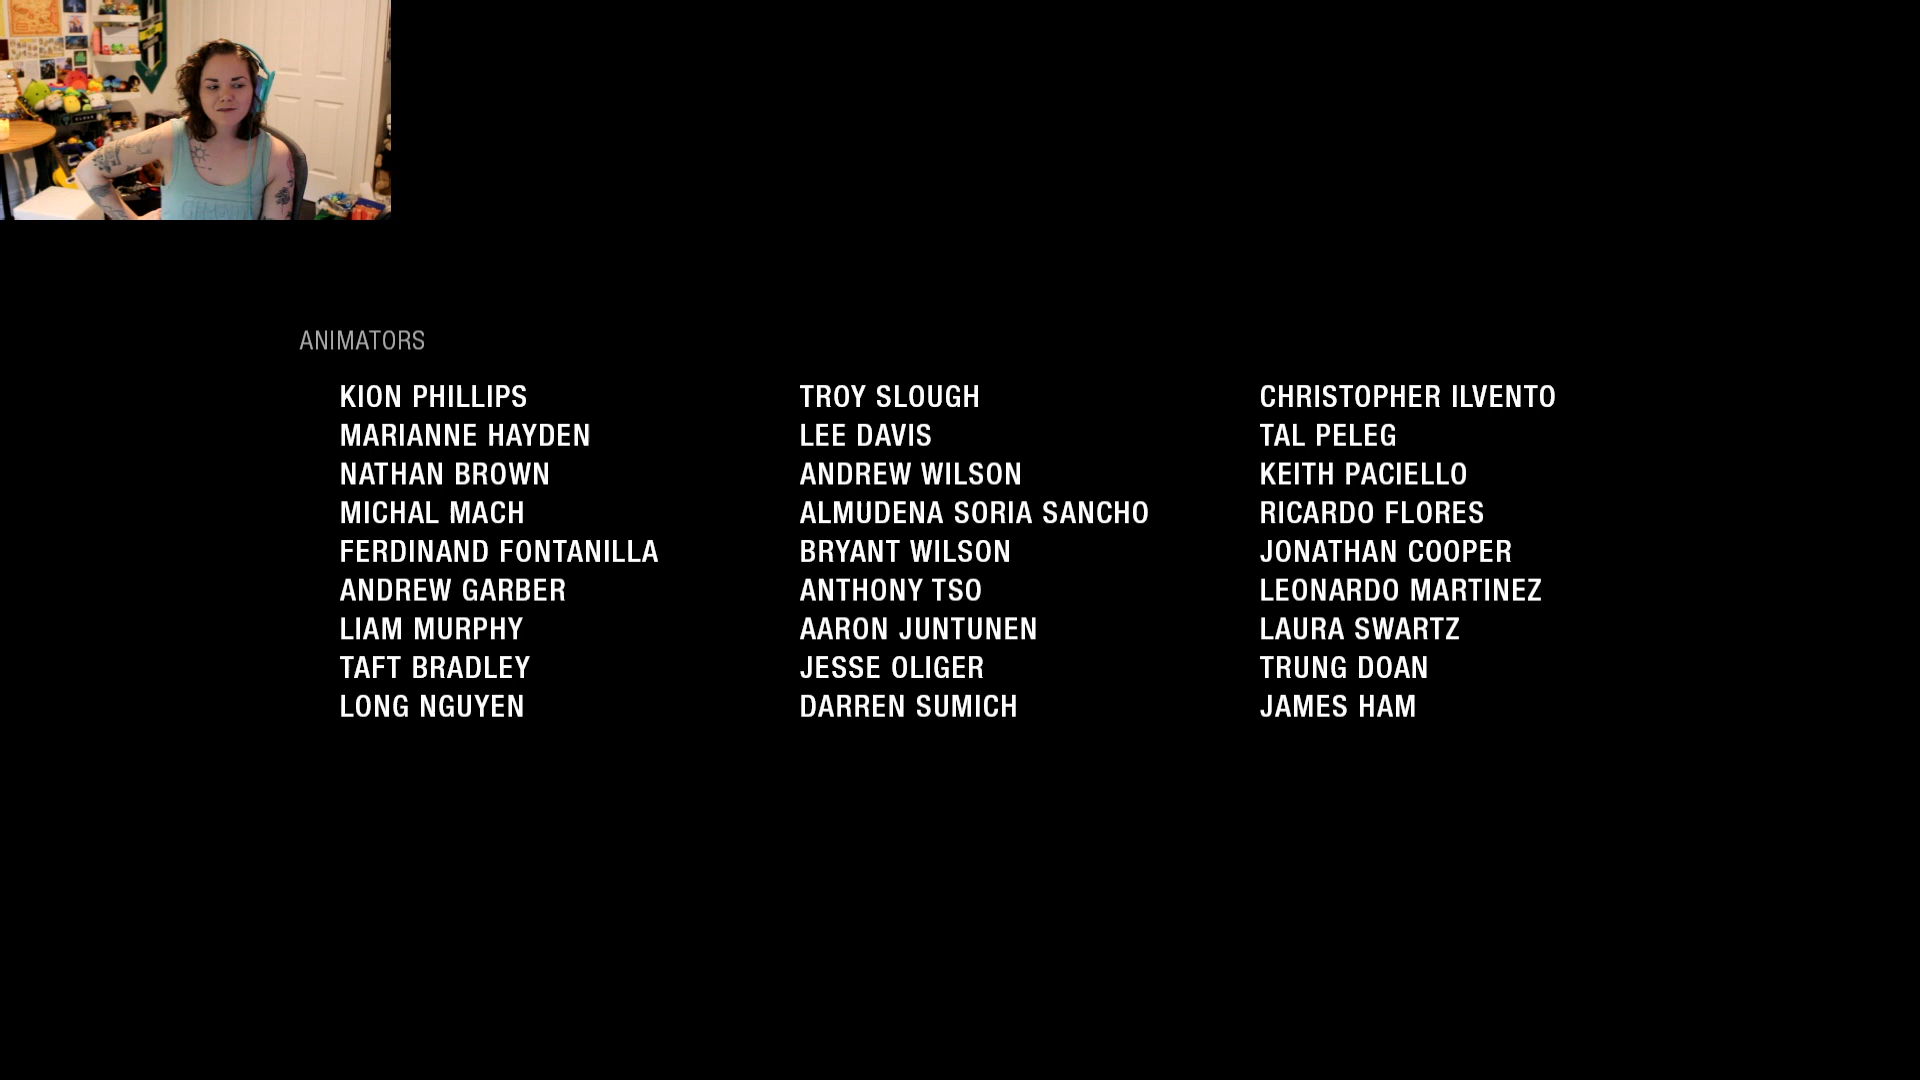 ANIMATORS
KION PHILLIPS
MARIANNE HAYDEN
NATHAN BROWN
MICHAL MACH
FERDINAND FONTANILLA
ANDREW GARBER
LIAM MURPHY
TAFT BRADLEY
LONG NGUYEN
TROY SLOUGH
LEE DAVIS
ANDREW WILSON
ALMUDENA SORIA SANCHO
BRYANT WILSON
ANTHONY TSO
AARON JUNTUNEN
JESSE OLIGER
DARREN SUMICH
CHRISTOPHER ILVENTO
TAL PELEG
KEITH PACIELLO
RICARDO FLORES
JONATHAN COOPER
LEONARDO MARTINEZ
LAURA SWARTZ
TRUNG DOAN
JAMES HAM